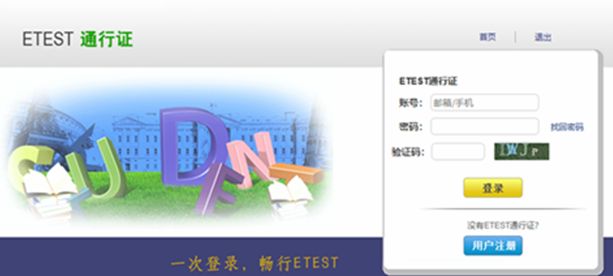 ETEST 通行证
首页 退出
ETEST通行证
账号： 邮箱/手机
密码： 找回密码
验证码：
登录
没有ETEST通行证?
用户注册
一次登录，畅行ETEST